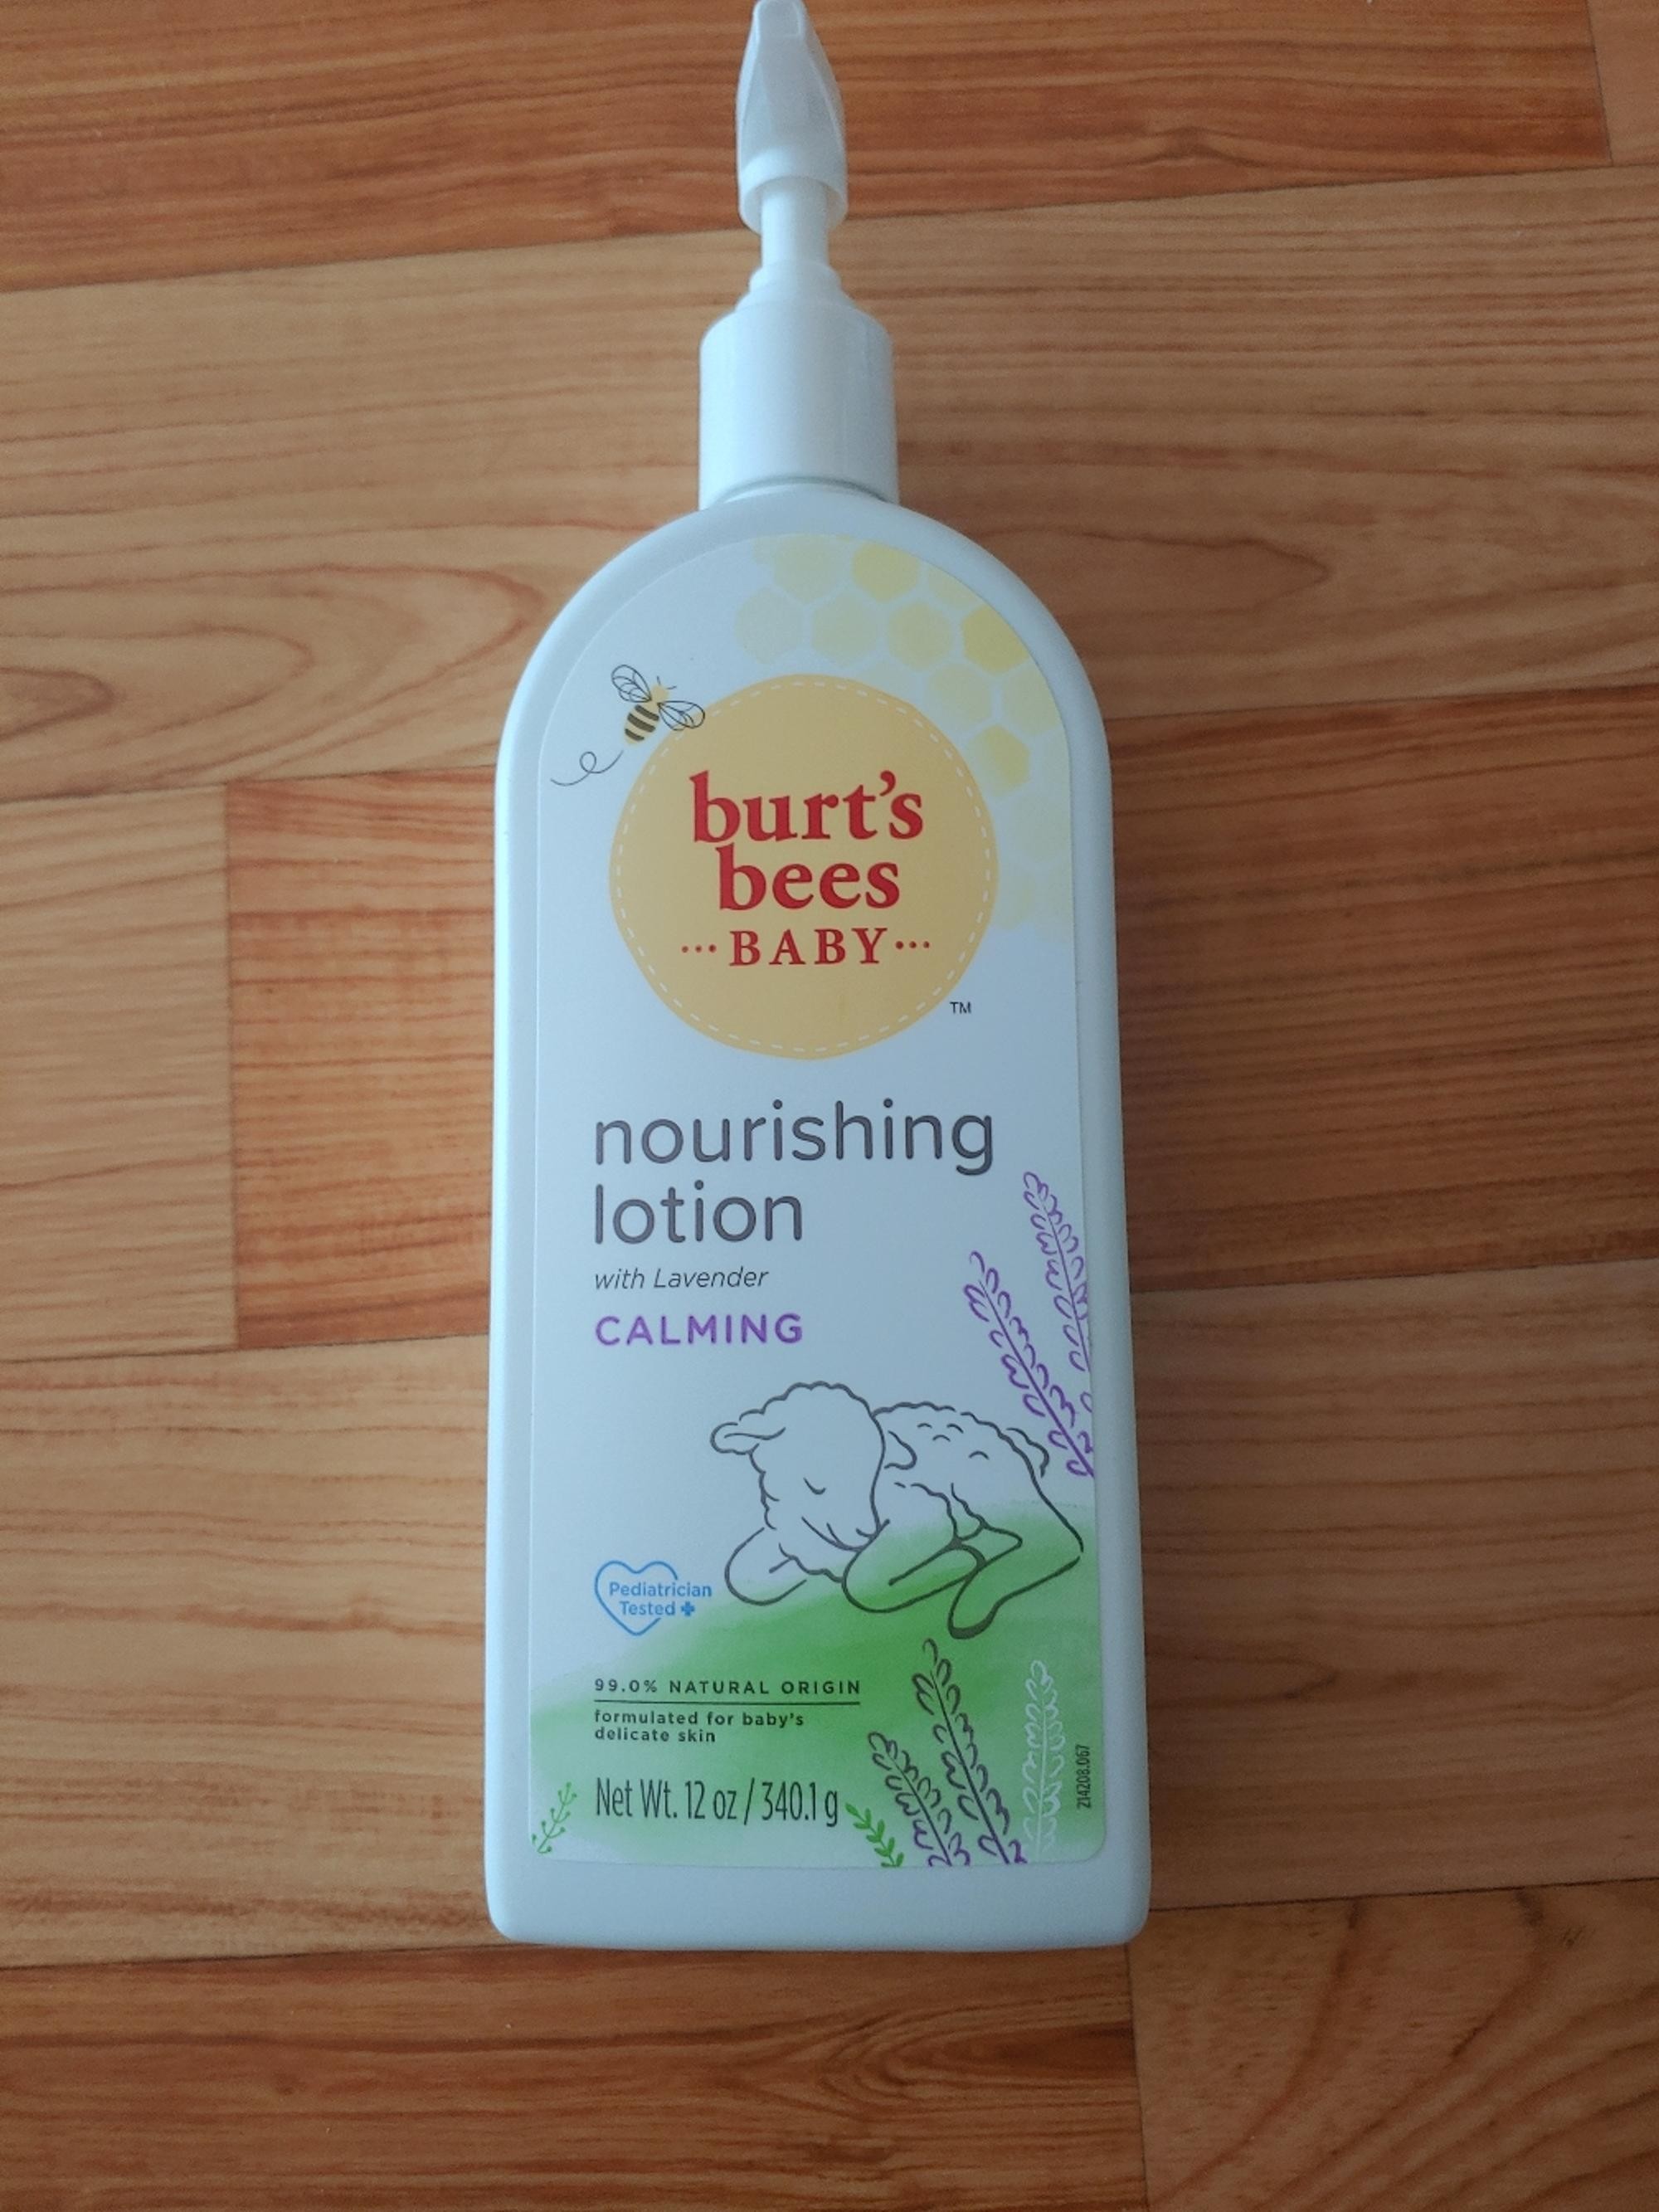 burt's
bees
···BABY···
TM
nourishing
lotion
with Lavender
CALMING
Pediatrician
Tested
99.0% NATURAL ORIGIN
formulated for baby's
delicate skin
Net Wt. 12 oz / 340.1 g
214208.067